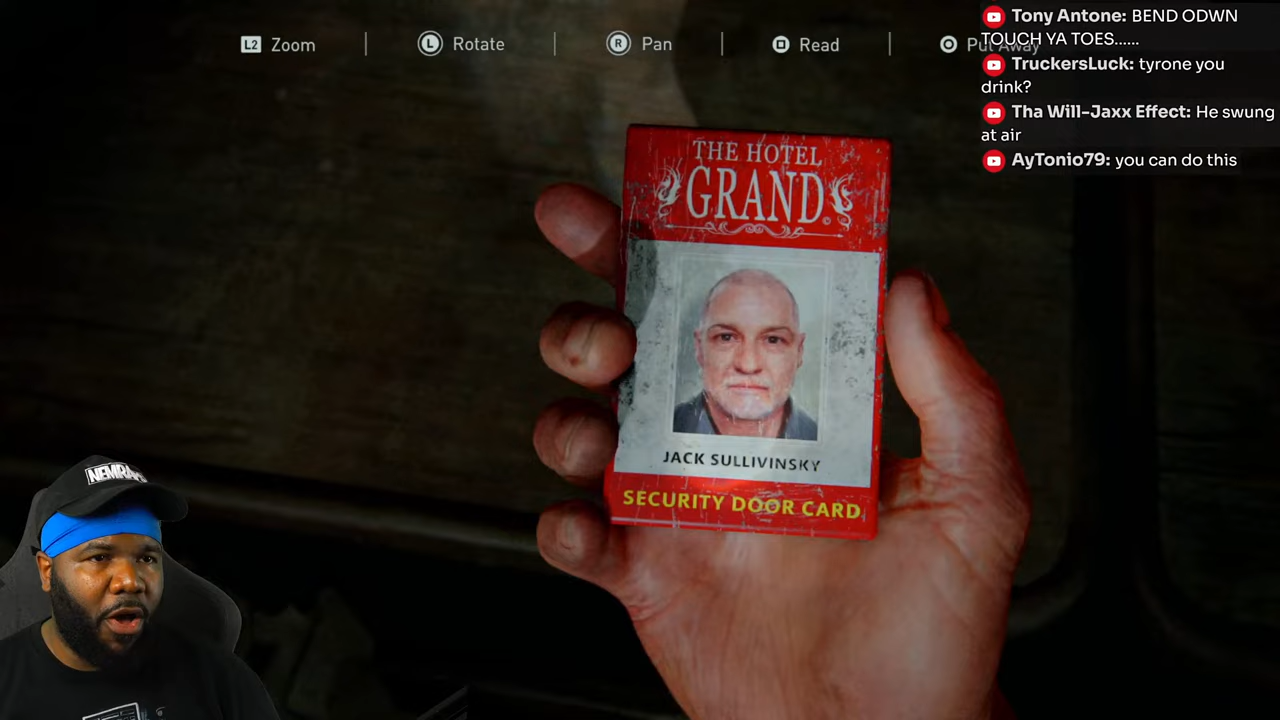 L2 Zoom
L Rotate
R Pan
Read
Put Away
Tony Antone: BEND ODWN
TOUCH YA TOES......
TruckersLuck: tyrone you
drink?
Tha Will-Jaxx Effect: He swung
at air
AyTonio79: you can do this
THE HOTEL
GRAND
JACK SULLIVINSKY
SECURITY DOOR CARD